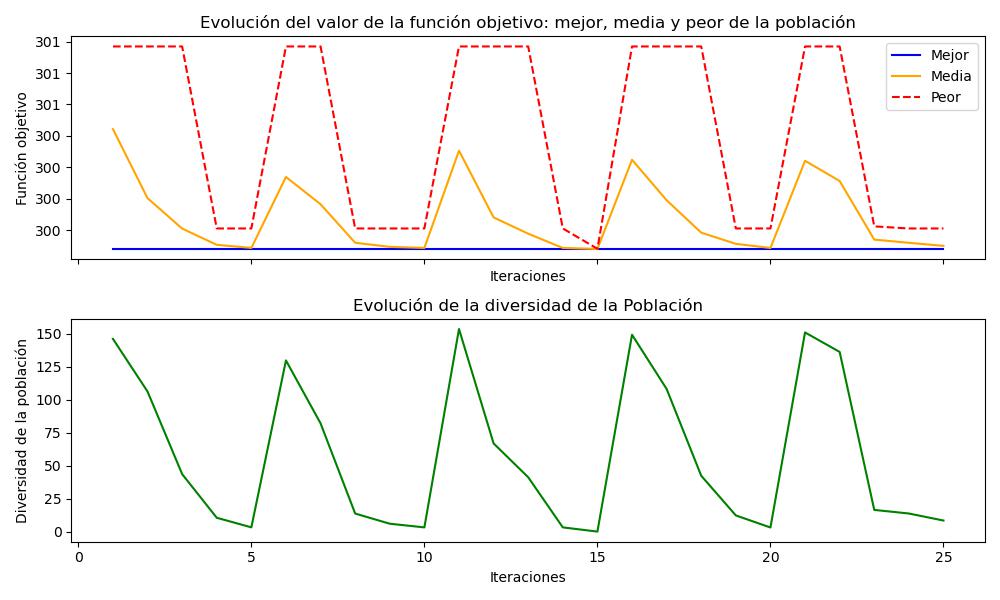 Evolución del valor de la función objetivo: mejor, media y peor de la población
301
301
301
300
300
300
300
Función objetivo
Mejor
Media
Peor
Iteraciones
Evolución de la diversidad de la Población
150
125
100
75
50
25
0
Diversidad de la población
0 5 10 15 20 25
Iteraciones